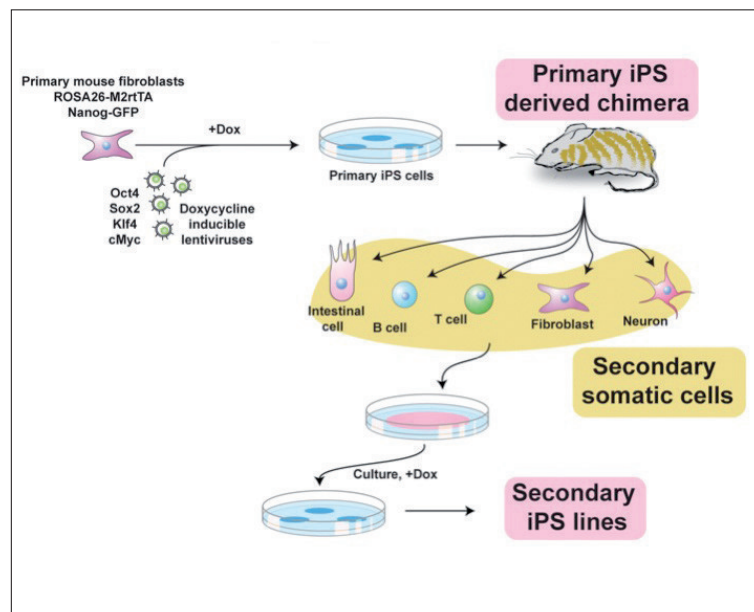 Primary mouse fibroblasts
ROSA26-M2rtTA
Nanog-GFP
+Dox
Oct4
Sox2
Klf4
cMyc
Doxycycline
inducible
lentiviruses
Primary iPS cells
Primary iPS
derived chimera
Intestinal
cell
B cell
T cell
Fibroblast
Neuron
Secondary
somatic cells
Culture, +Dox
Secondary
iPS lines